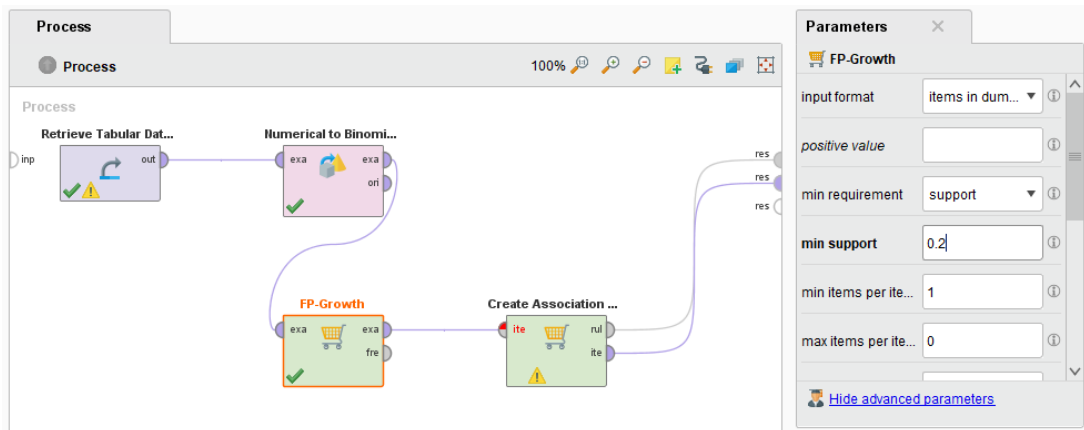 Process
Process
100%
Process
Retrieve Tabular Dat...
Numerical to Binomi...
inp
out
exa
exa
ori
res
res
res
FP-Growth
Create Association ...
exa
exa
fre
ite
rul
ite
Parameters
FP-Growth
input format
items in dum...
positive value
min requirement
support
min support
0.2
min items per ite...
1
max items per ite...
0
Hide advanced parameters